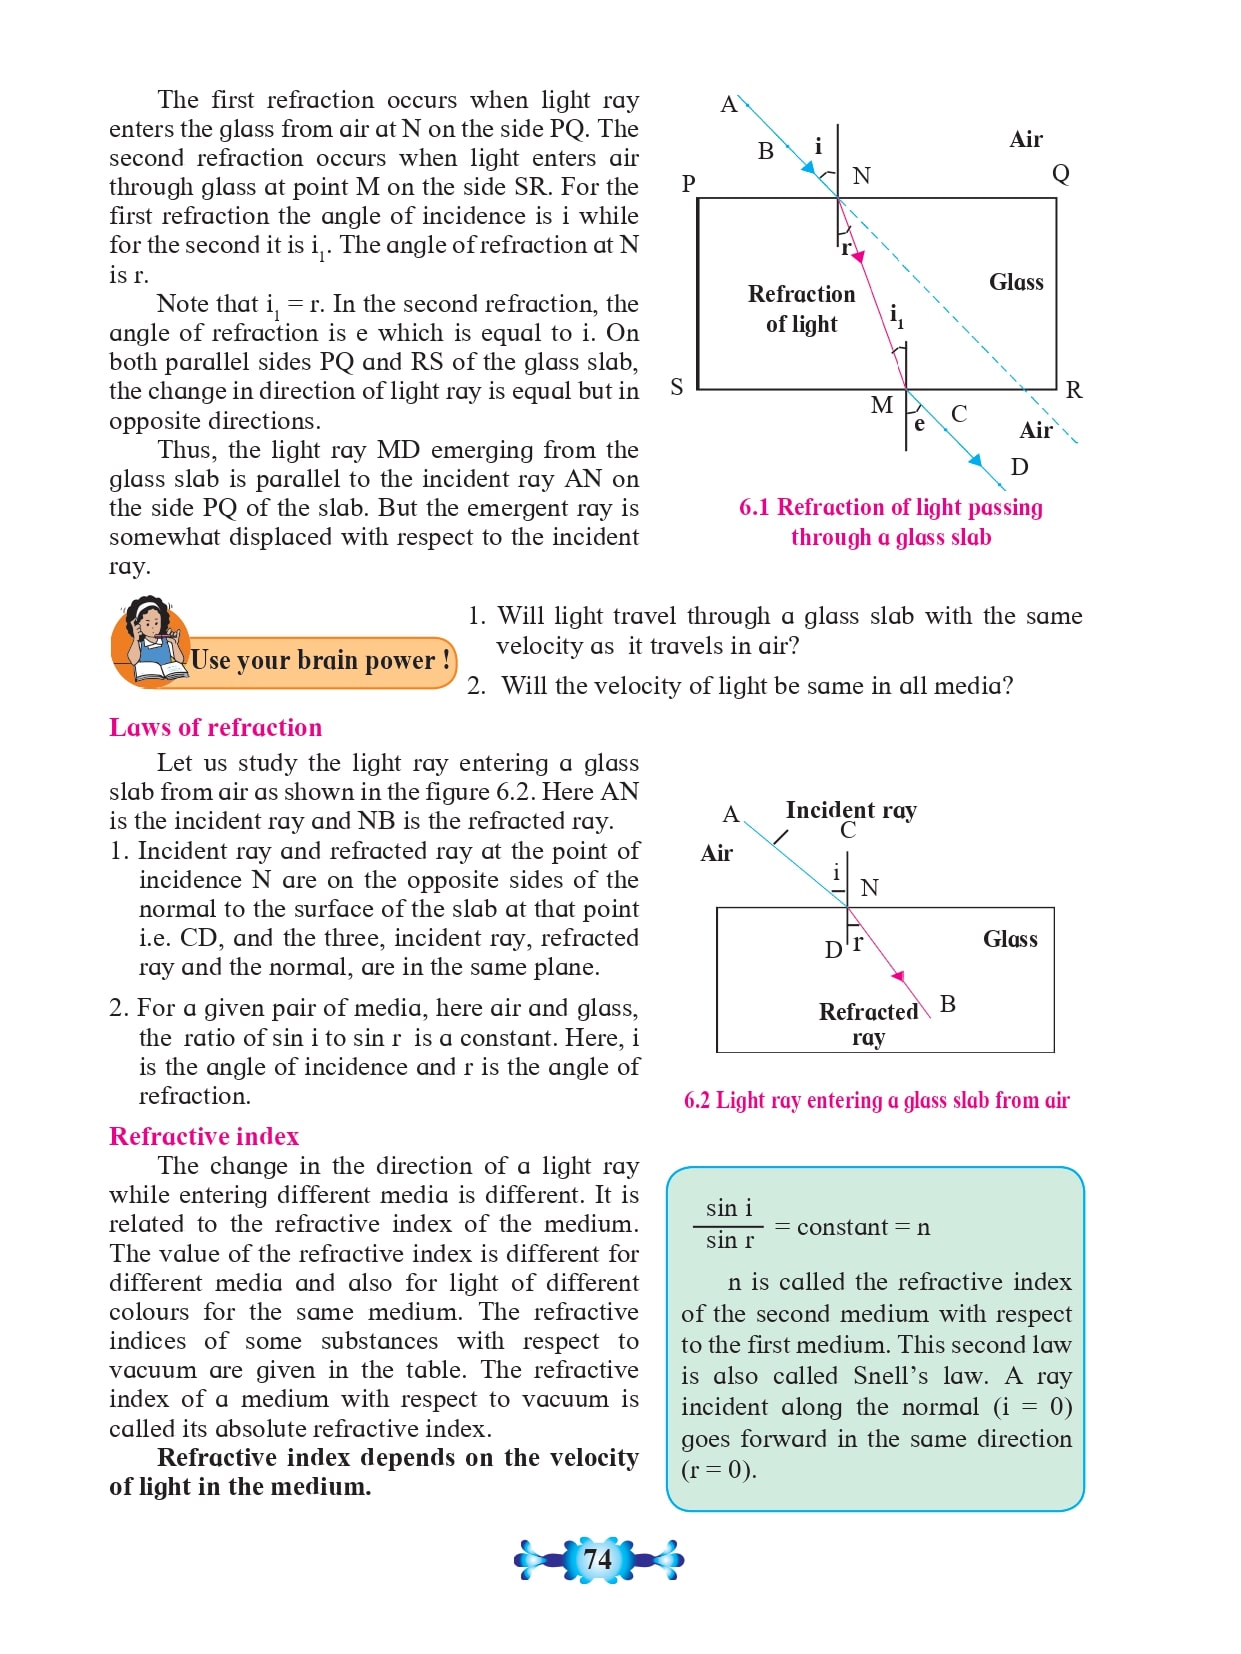 The first refraction occurs when light ray
enters the glass from air at N on the side PQ. The
second refraction occurs when light enters air
through glass at point M on the side SR. For the
first refraction the angle of incidence is i while
for the second it is i₁. The angle of refraction at N
is r.
Note that i₁ = r. In the second refraction, the
angle of refraction is e which is equal to i. On
both parallel sides PQ and RS of the glass slab,
the change in direction of light ray is equal but in
opposite directions.
Thus, the light ray MD emerging from the
glass slab is parallel to the incident ray AN on
the side PQ of the slab. But the emergent ray is
somewhat displaced with respect to the incident
ray.
A
B
i
N
Air
P
Q
r
Glass
Refraction
of light
i₁
S
R
M
e
C
Air
D
6.1 Refraction of light passing
through a glass slab
Use your brain power !
1. Will light travel through a glass slab with the same
velocity as it travels in air?
2. Will the velocity of light be same in all media?
Laws of refraction
Let us study the light ray entering a glass
slab from air as shown in the figure 6.2. Here AN
is the incident ray and NB is the refracted ray.
1. Incident ray and refracted ray at the point of
incidence N are on the opposite sides of the
normal to the surface of the slab at that point
i.e. CD, and the three, incident ray, refracted
ray and the normal, are in the same plane.
2. For a given pair of media, here air and glass,
the ratio of sin i to sin r is a constant. Here, i
is the angle of incidence and r is the angle of
refraction.
A
Incident ray
C
Air
i
N
D
r
Glass
B
Refracted
ray
6.2 Light ray entering a glass slab from air
Refractive index
The change in the direction of a light ray
while entering different media is different. It is
related to the refractive index of the medium.
The value of the refractive index is different for
different media and also for light of different
colours for the same medium. The refractive
indices of some substances with respect to
vacuum are given in the table. The refractive
index of a medium with respect to vacuum is
called its absolute refractive index.
Refractive index depends on the velocity
of light in the medium.
sin i
sin r
= constant = n
n is called the refractive index
of the second medium with respect
to the first medium. This second law
is also called Snell’s law. A ray
incident along the normal (i = 0)
goes forward in the same direction
(r = 0).
74